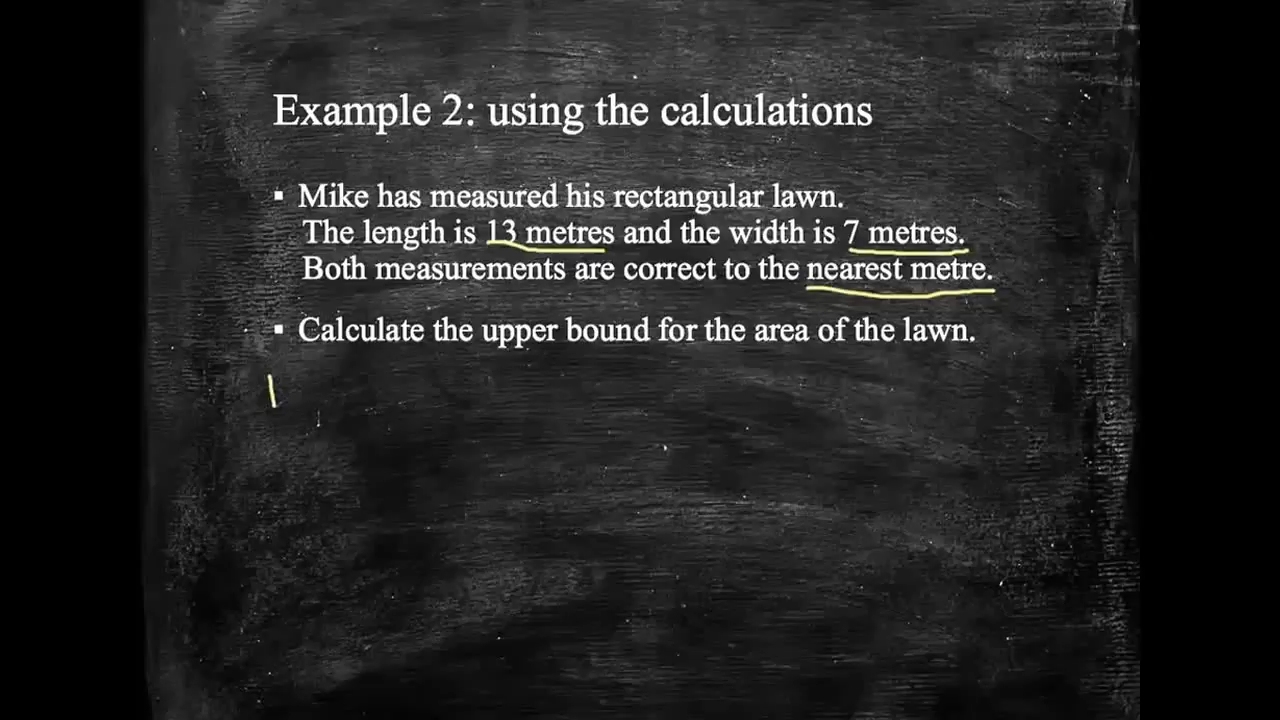 Example 2: using the calculations
▪ Mike has measured his rectangular lawn.
The length is 13 metres and the width is 7 metres.
Both measurements are correct to the nearest metre.
▪ Calculate the upper bound for the area of the lawn.